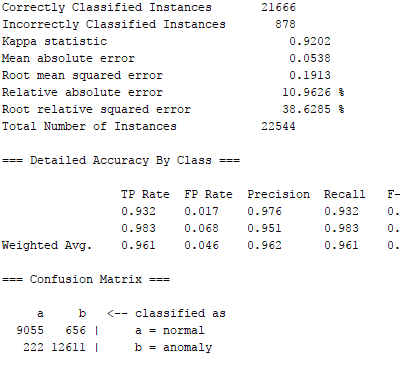 Correctly Classified Instances 21666
Incorrectly Classified Instances 878
Kappa statistic 0.9202
Mean absolute error 0.0538
Root mean squared error 0.1913
Relative absolute error 10.9626 %
Root relative squared error 38.6285 %
Total Number of Instances 22544
=== Detailed Accuracy By Class ===
TP Rate FP Rate Precision Recall F-
0.932 0.017 0.976 0.932 0.
0.983 0.068 0.951 0.983 0.
Weighted Avg. 0.961 0.046 0.962 0.961 0.
=== Confusion Matrix ===
a b <-- classified as
9055 656 | a = normal
222 12611 | b = anomaly